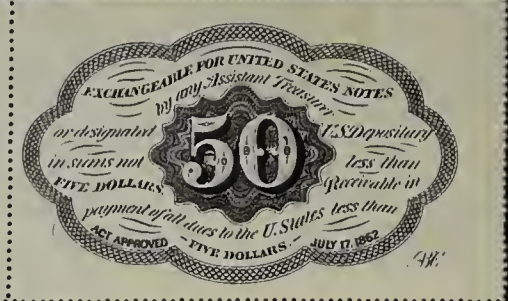 EXCHANGEABLE FOR UNITED STATES NOTES
by any Assistant Treasurer
or designated U.S. Depositary
in sums not less than
FIVE DOLLARS. Receivable in
50
payment of all dues to the U. States less than
FIVE DOLLARS.
ACT APPROVED JULY 17, 1862